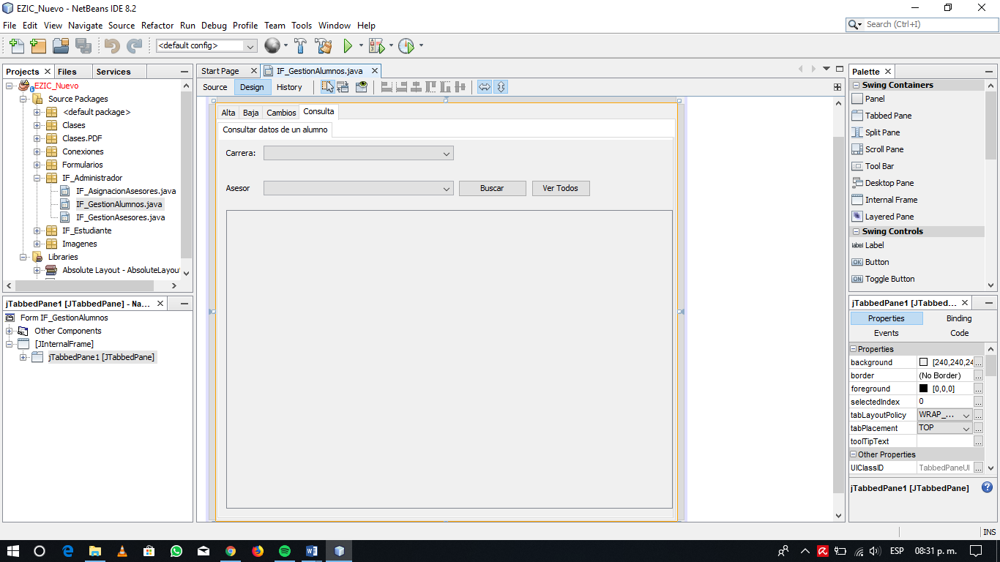 EZIC_Nuevo - NetBeans IDE 8.2
File Edit View Navigate Source Refactor Run Debug Profile Team Tools Window Help
Search (Ctrl+I)
<default config>
Projects Files Services
EZIC_Nuevo
Source Packages
<default package>
Clases
Clases.PDF
Conexiones
Formularios
IF_Administrador
IF_AsignacionAsesores.java
IF_GestionAlumnos.java
IF_GestionAsesores.java
IF_Estudiante
Imagenes
Libraries
Absolute Layout - AbsoluteLayou
jTabbedPane1 [JTabbedPane] - Na...
Form IF_GestionAlumnos
Other Components
[JInternalFrame]
jTabbedPane1 [JTabbedPane]
Start Page IF_GestionAlumnos.java
Source Design History
Alta Baja Cambios Consulta
Consultar datos de un alumno
Carrera:
Asesor Buscar Ver Todos
Palette
Swing Containers
Panel
Tabbed Pane
Split Pane
Scroll Pane
Tool Bar
Desktop Pane
Internal Frame
Layered Pane
Swing Controls
label Label
OK Button
ON Toggle Button
jTabbedPane1 [JTabbed...
Properties Binding
Events Code
Properties
background [240,240,24 ...
border (No Border) ...
foreground [0,0,0] ...
selectedIndex 0 ...
tabLayoutPolicy WRAP_... ...
tabPlacement TOP ...
toolTipText ...
Other Properties
UIClassID TabbedPaneUI ...
jTabbedPane1 [JTabbedPane]
INS
ESP 08:31 p. m.